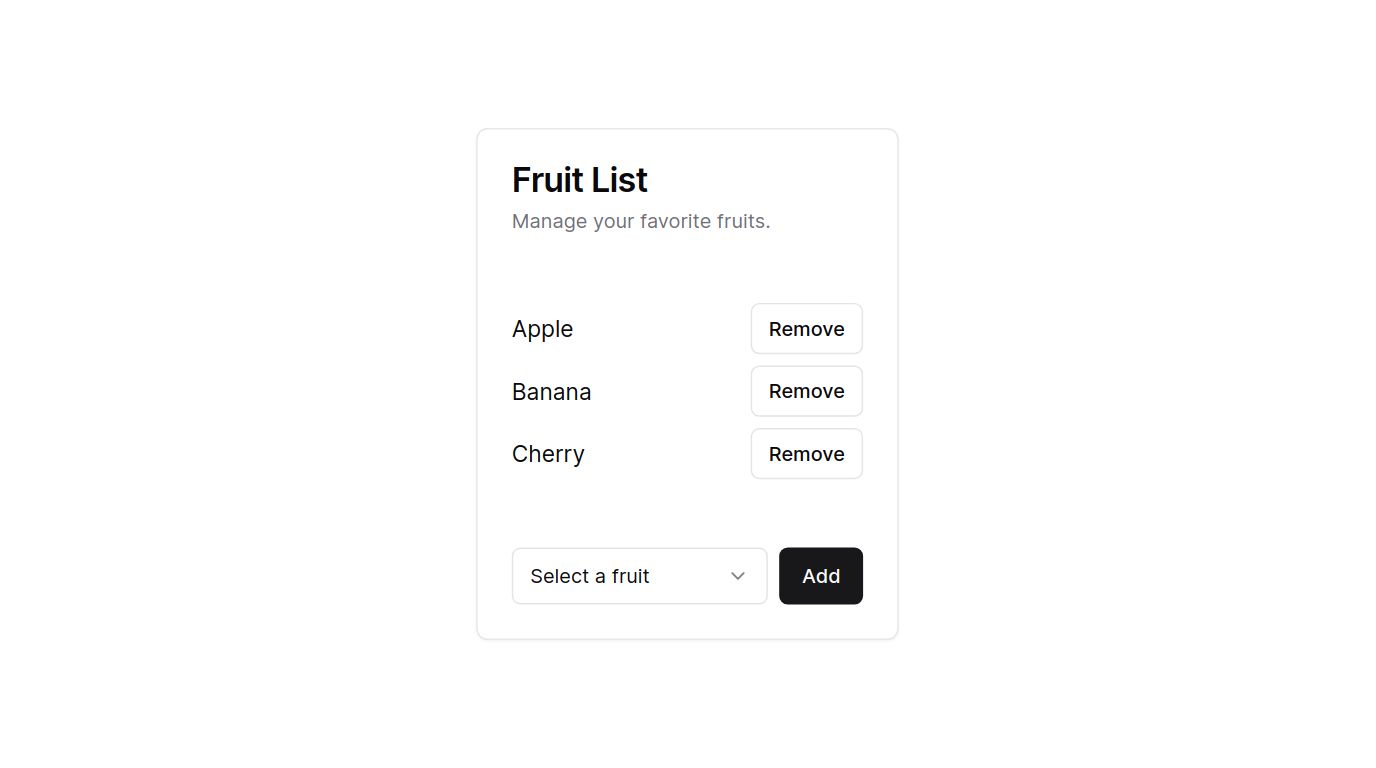 Fruit List
Manage your favorite fruits.
Apple Remove
Banana Remove
Cherry Remove
Select a fruit Add